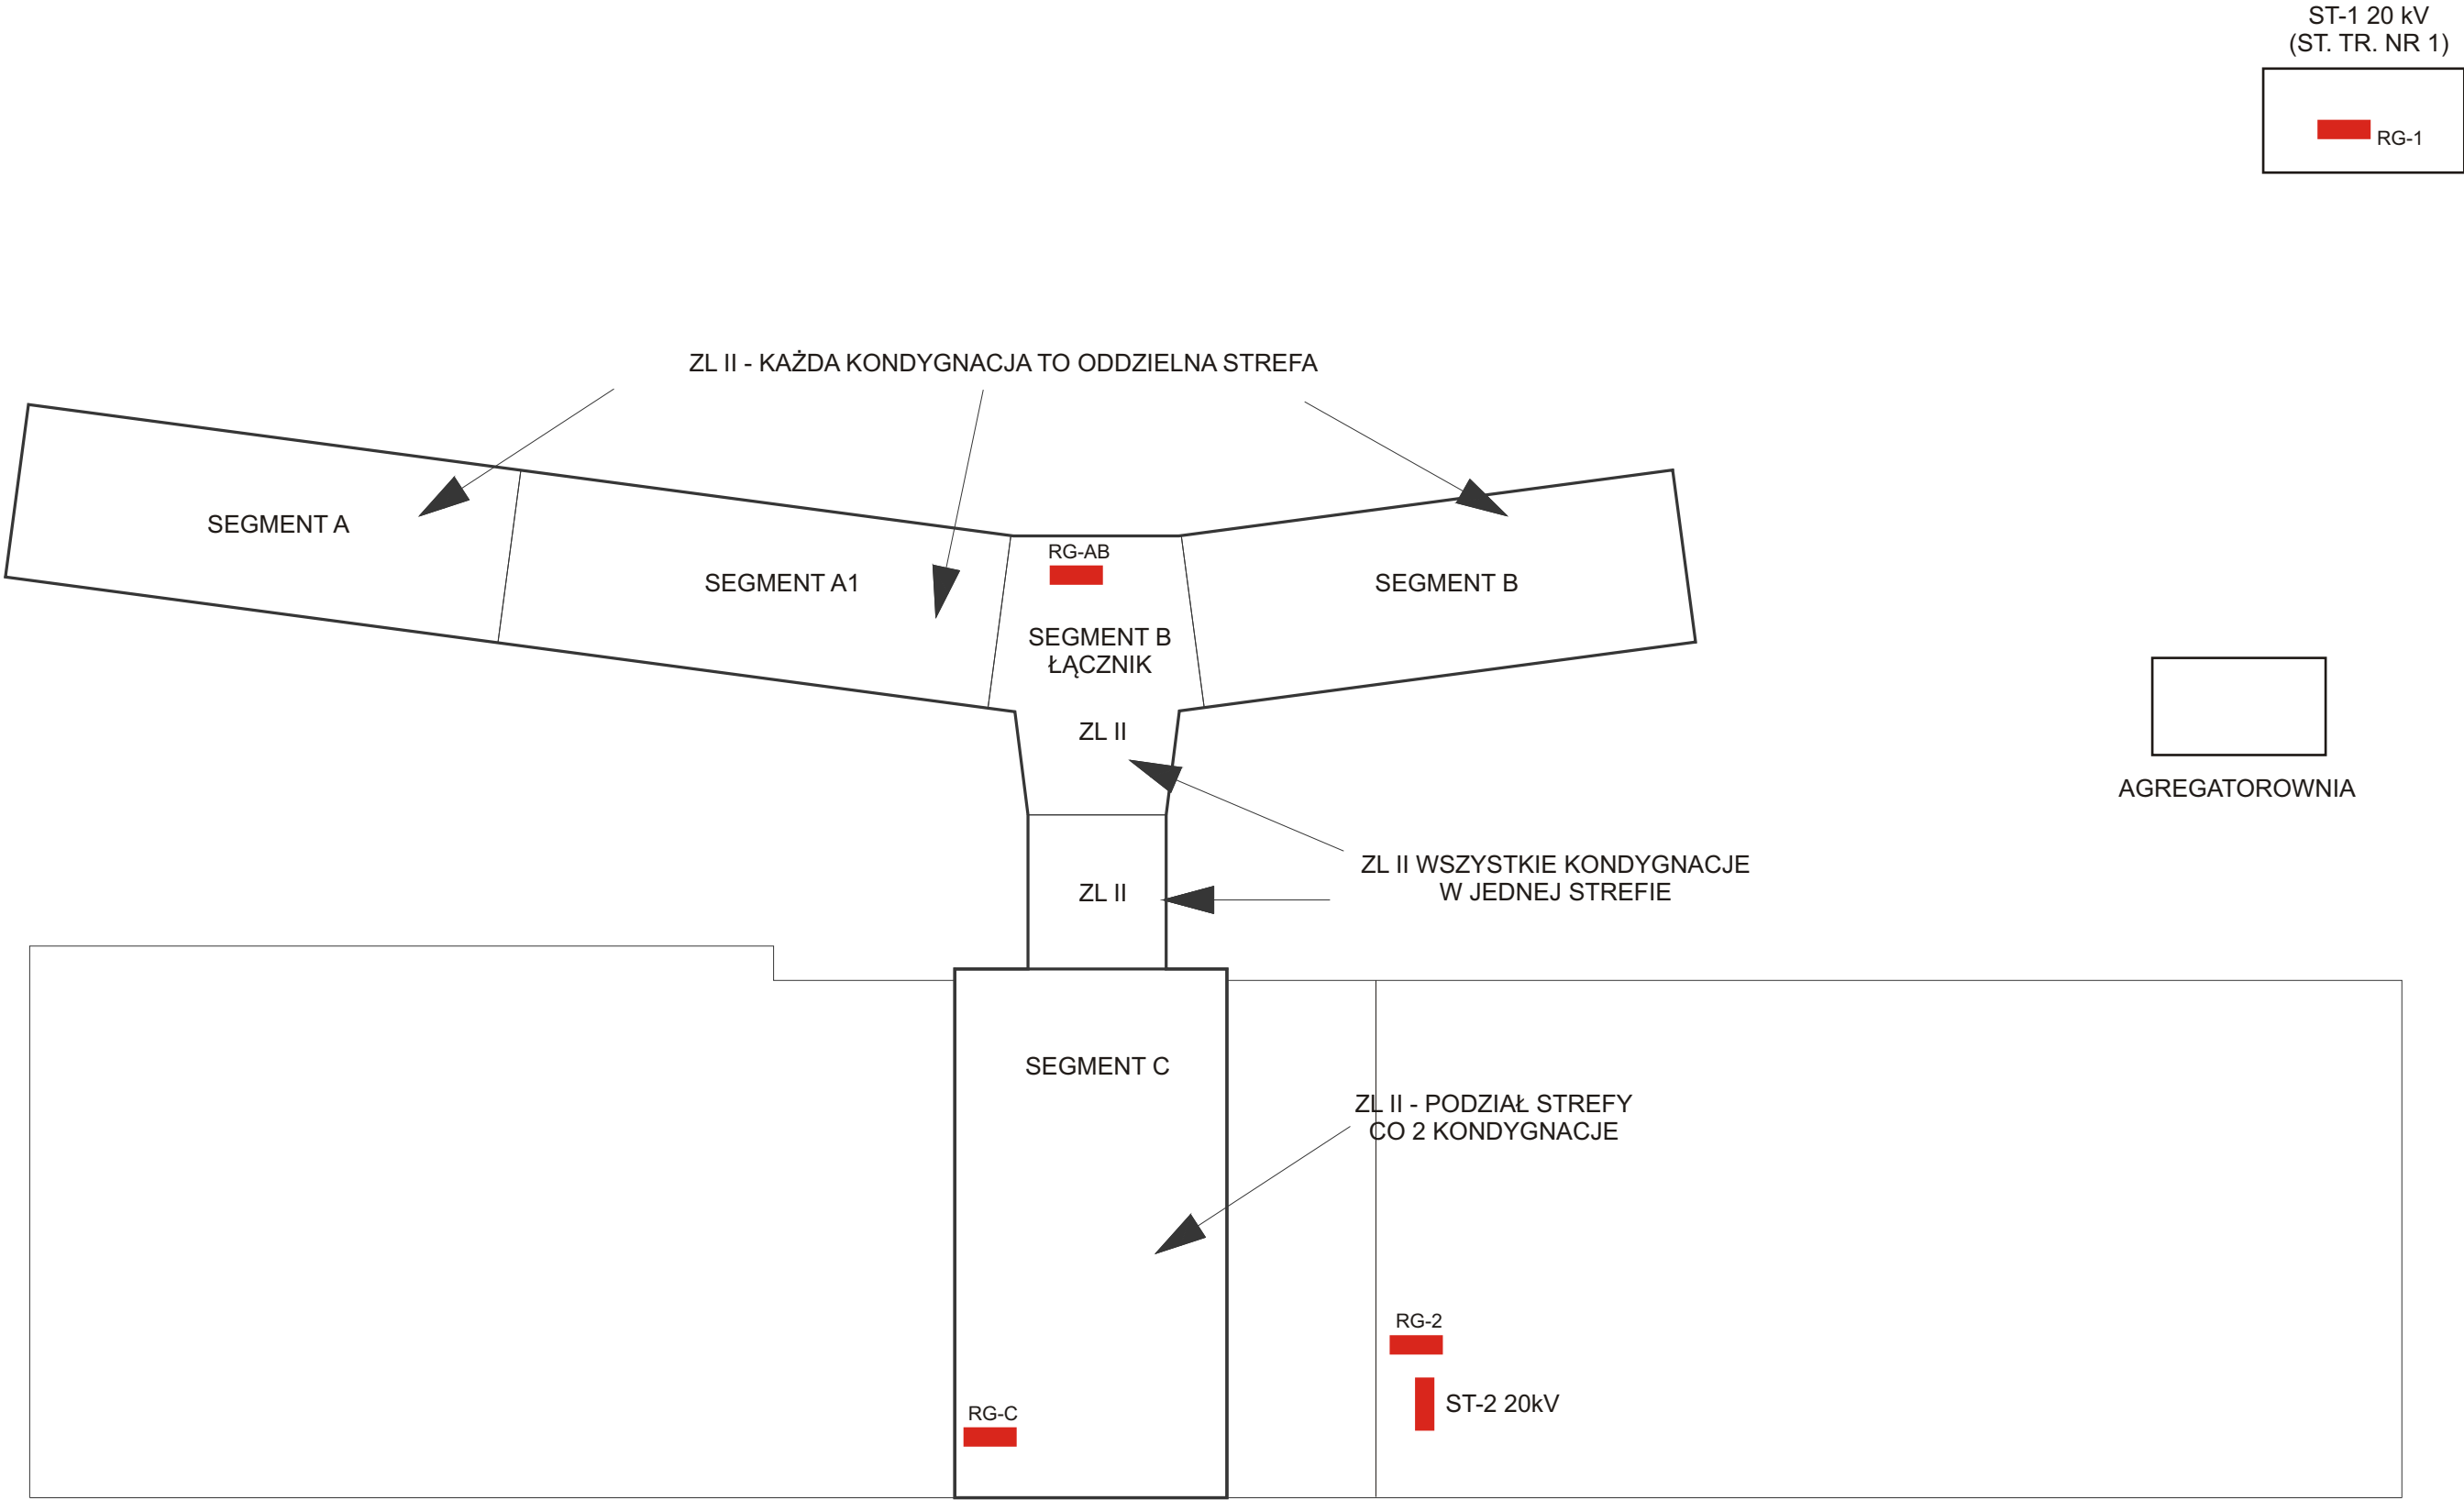 ST-1 20 kV
(ST. TR. NR 1)
RG-1
ZL II - KAŻDA KONDYGNACJA TO ODDZIELNA STREFA
SEGMENT A
SEGMENT A1
RG-AB
SEGMENT B
ŁĄCZNIK
SEGMENT B
ZL II
AGREGATOROWNIA
ZL II WSZYSTKIE KONDYGNACJE
W JEDNEJ STREFIE
ZL II
SEGMENT C
ZL II - PODZIAŁ STREFY
CO 2 KONDYGNACJE
RG-2
ST-2 20kV
RG-C